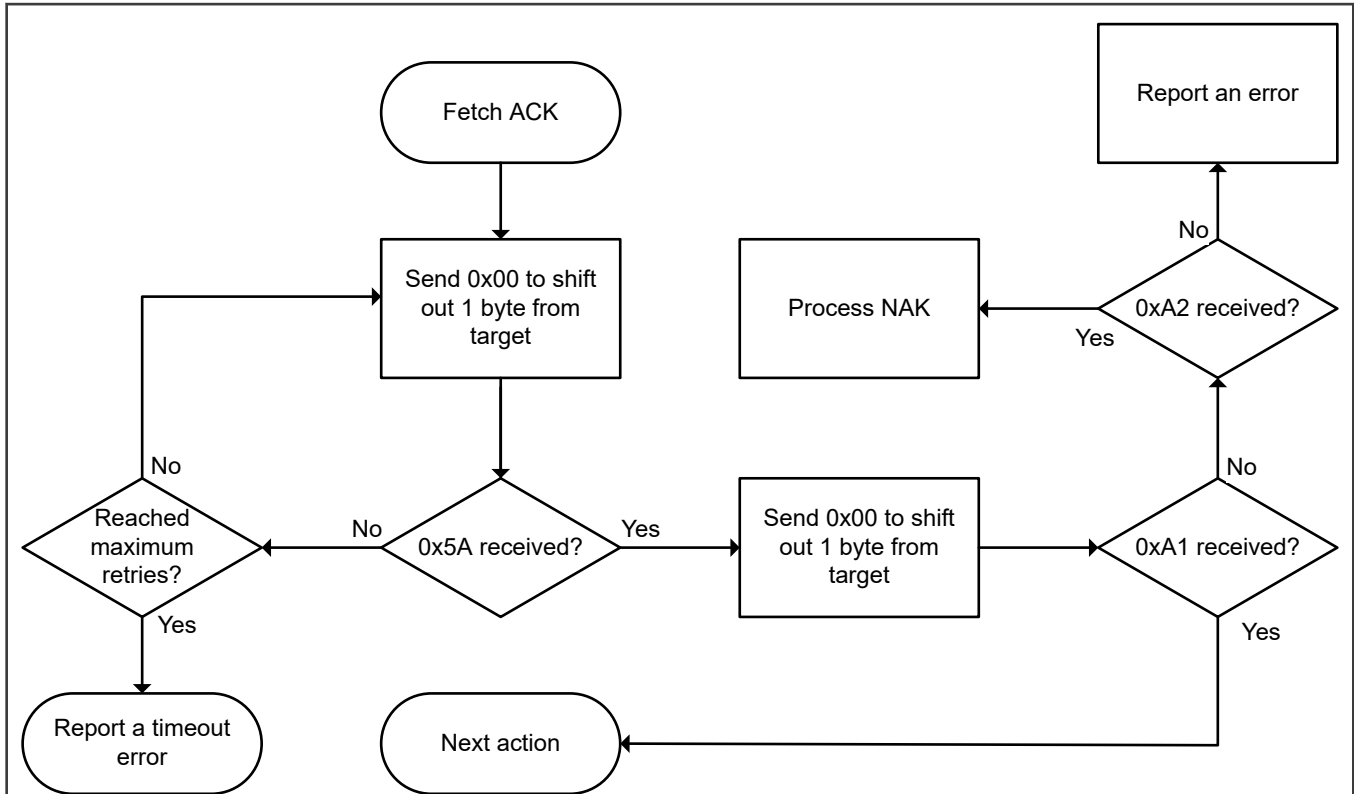 Fetch ACK
Report an error
Send 0x00 to shift
out 1 byte from
target
Process NAK
No
0xA2 received?
Yes
No
Reached
maximum
retries?
Yes
No
0x5A received?
Yes
Send 0x00 to shift
out 1 byte from
target
No
0xA1 received?
Yes
Report a timeout
error
Next action